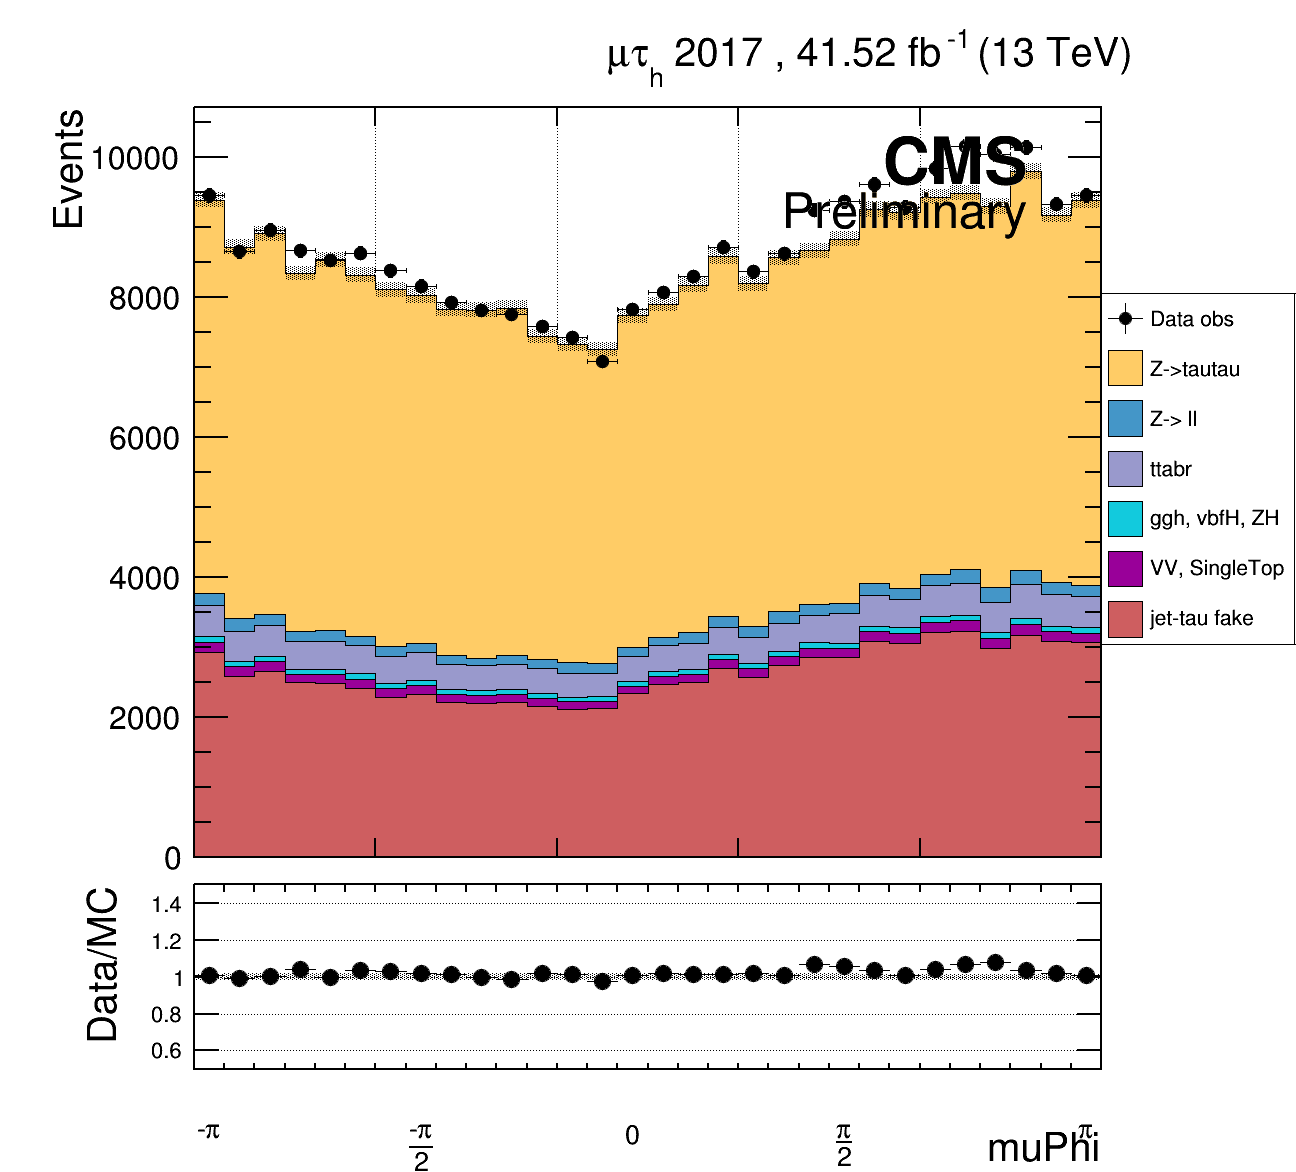 μτh 2017 , 41.52 fb-1 (13 TeV)
Events
10000
8000
6000
4000
2000
0
CMS
Preliminary
Data obs
Z->tautau
Z-> ll
ttabr
ggh, vbfH, ZH
VV, SingleTop
jet-tau fake
Data/MC
1.4
1.2
1
0.8
0.6
-π
-π/2
0
π/2
π
muPhi